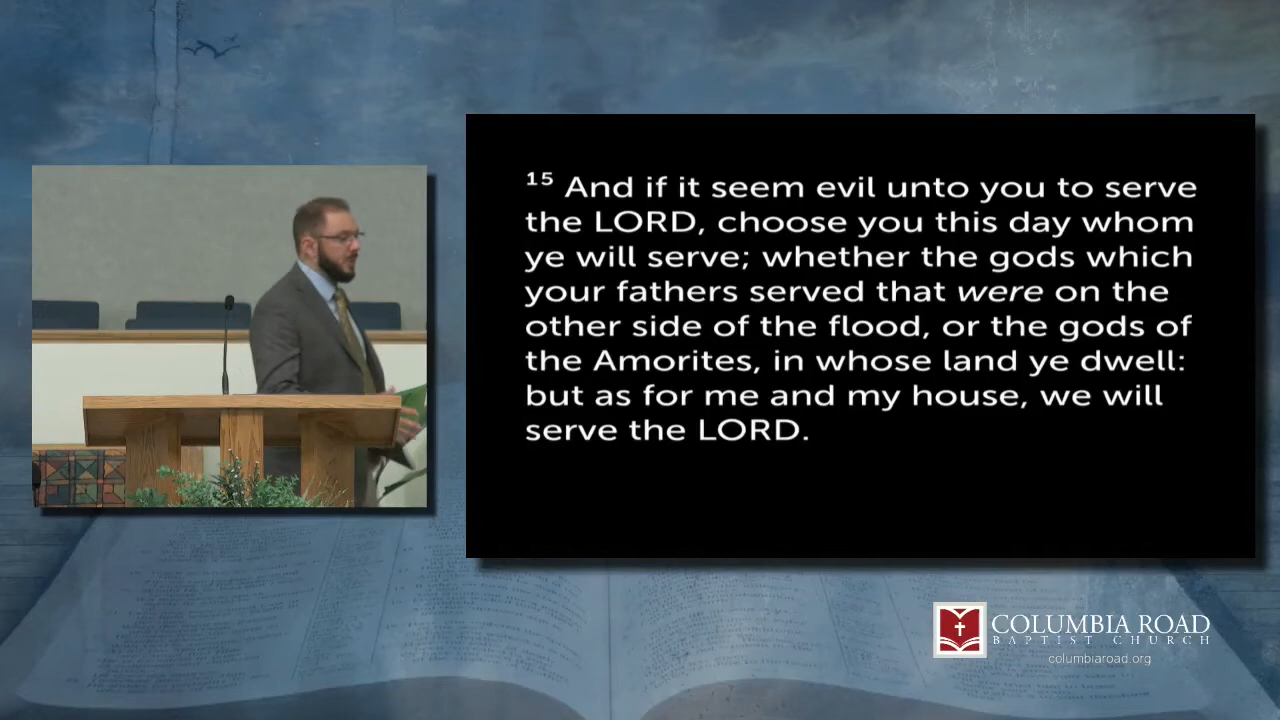 15 And if it seem evil unto you to serve
the LORD, choose you this day whom
ye will serve; whether the gods which
your fathers served that were on the
other side of the flood, or the gods of
the Amorites, in whose land ye dwell:
but as for me and my house, we will
serve the LORD.
COLUMBIA ROAD
BAPTIST CHURCH
columbiaroad.org